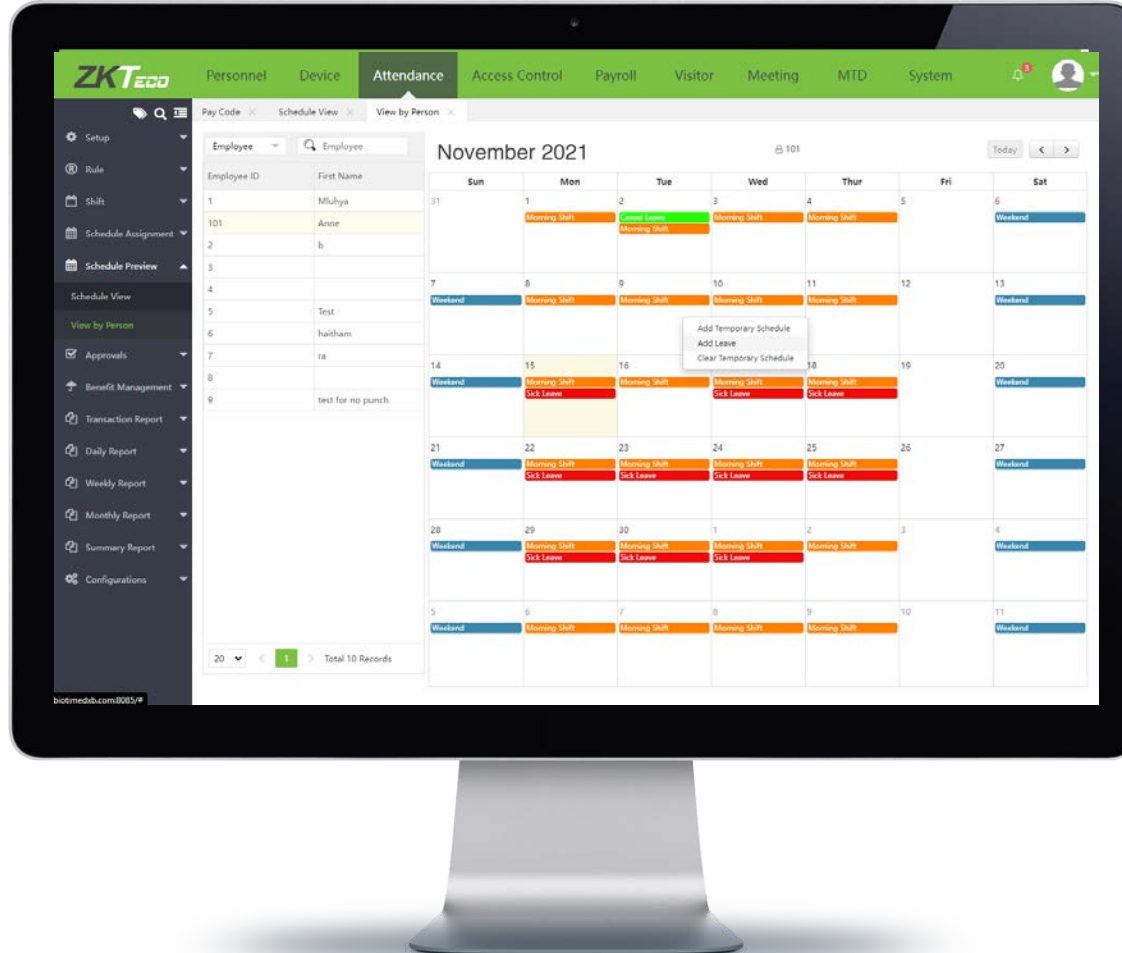 ZKTeco Personnel Device Attendance Access Control Payroll Visitor Meeting MTD System 3
Pay Code × Schedule View × View by Person ×
Setup
Rule
Shift
Schedule Assignment
Schedule Preview
Schedule View
View by Person
Approvals
Benefit Management
Transaction Report
Daily Report
Weekly Report
Monthly Report
Summary Report
Configurations
biotimedxb.com:8085/#
Employee Employee
Employee ID First Name
1 Mluhya
101 Anne
2 b
3
4
5 Test
6 haitham
7 ra
8
9 test for no punch
20 < 1 > Total 10 Records
November 2021 101 Today < >
Sun Mon Tue Wed Thur Fri Sat
31 1 2 3 4 5 6
Morning Shift Casual Leave Morning Shift Morning Shift Weekend
Morning Shift
7 8 9 10 11 12 13
Weekend Morning Shift Morning Shift Morning Shift Morning Shift Weekend
Add Temporary Schedule
Add Leave
Clear Temporary Schedule
14 15 16 18 19 20
Weekend Morning Shift Morning Shift Morning Shift Morning Shift Weekend
Sick Leave Sick Leave Sick Leave
21 22 23 24 25 26 27
Weekend Morning Shift Morning Shift Morning Shift Morning Shift Weekend
Sick Leave Sick Leave Sick Leave Sick Leave
28 29 30 1 2 3 4
Weekend Morning Shift Morning Shift Morning Shift Morning Shift Weekend
Sick Leave Sick Leave Sick Leave
5 6 7 8 9 10 11
Weekend Morning Shift Morning Shift Morning Shift Morning Shift Weekend